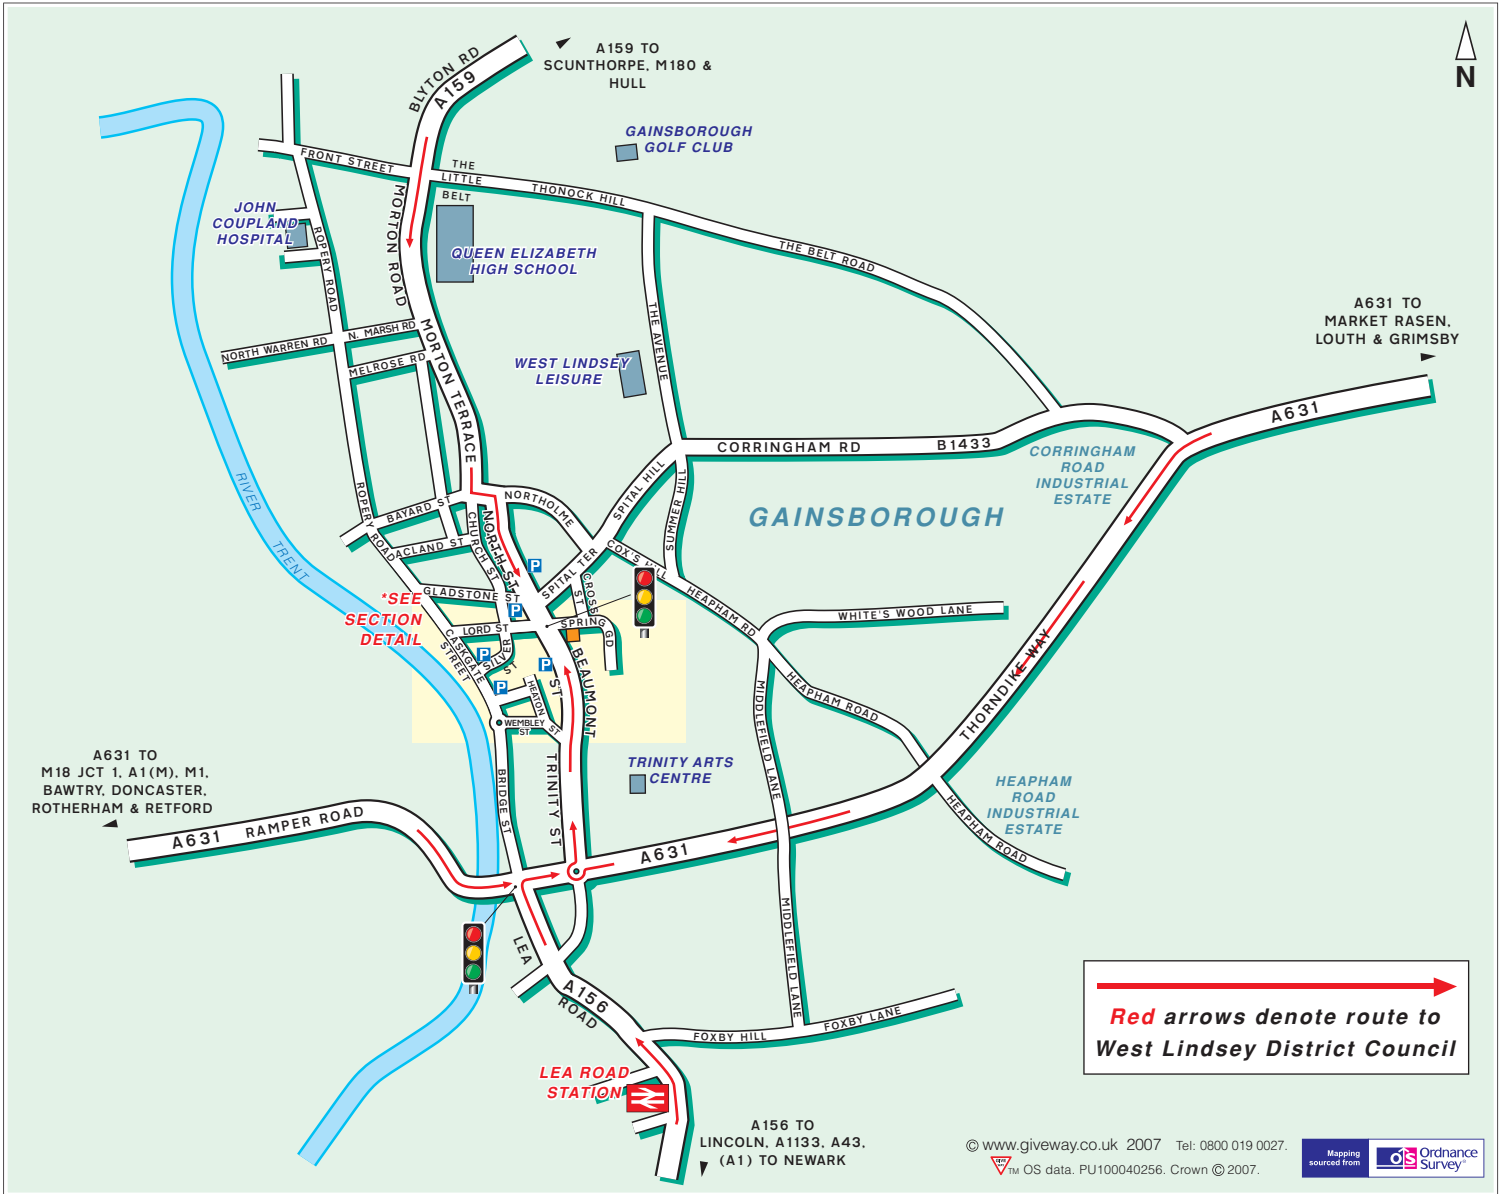 BLYTON RD
A159
A159 TO
SCUNTHORPE, M180 &
HULL
N
GAINSBOROUGH
GOLF CLUB
FRONT STREET
THE
LITTLE
BELT
THONOCK HILL
JOHN
COUPLAND
HOSPITAL
MORTON ROAD
QUEEN ELIZABETH
HIGH SCHOOL
THE BELT ROAD
ROPERY ROAD
A631 TO
MARKET RASEN,
LOUTH & GRIMSBY
NORTH WARREN RD
N. MARSH RD
MELROSE RD
MORTON TERRACE
THE AVENUE
WEST LINDSEY
LEISURE
A631
CORRINGHAM RD
B1433
CORRINGHAM
ROAD
INDUSTRIAL
ESTATE
RIVER
TRENT
ROPERY ROAD
BAYARD ST
NORTHOLME
SPITAL HILL
SUMMER HILL
GAINSBOROUGH
ACLAND ST
CHURCH ST
NORTH ST
P
SPITAL TER
COX'S HILL
CROSS
ST
HEAPHAM RD
*SEE
SECTION
DETAIL
GLADSTONE ST
P
LORD ST
SPRING
GD
WHITE'S WOOD LANE
CASKGATE
STREET
SILVER
ST
P
P
P
BEAUMONT
ST
HEATON
ST
WEMBLEY
ST
HEAPHAM ROAD
THORNDIKE WAY
MIDDLEFIELD LANE
TRINITY ARTS
CENTRE
A631 TO
M18 JCT 1, A1(M), M1,
BAWTRY, DONCASTER,
ROTHERHAM & RETFORD
BRIDGE ST
TRINITY ST
HEAPHAM
ROAD
INDUSTRIAL
ESTATE
HEAPHAM ROAD
A631 RAMPER ROAD
A631
MIDDLEFIELD LANE
LEA
ROAD
A156
FOXBY HILL
FOXBY LANE
Red arrows denote route to
West Lindsey District Council
LEA ROAD
STATION
A156 TO
LINCOLN, A1133, A43,
(A1) TO NEWARK
© www.giveway.co.uk 2007 Tel: 0800 019 0027.
TM OS data. PU100040256. Crown © 2007.
Mapping
sourced from
OS
Ordnance
Survey®